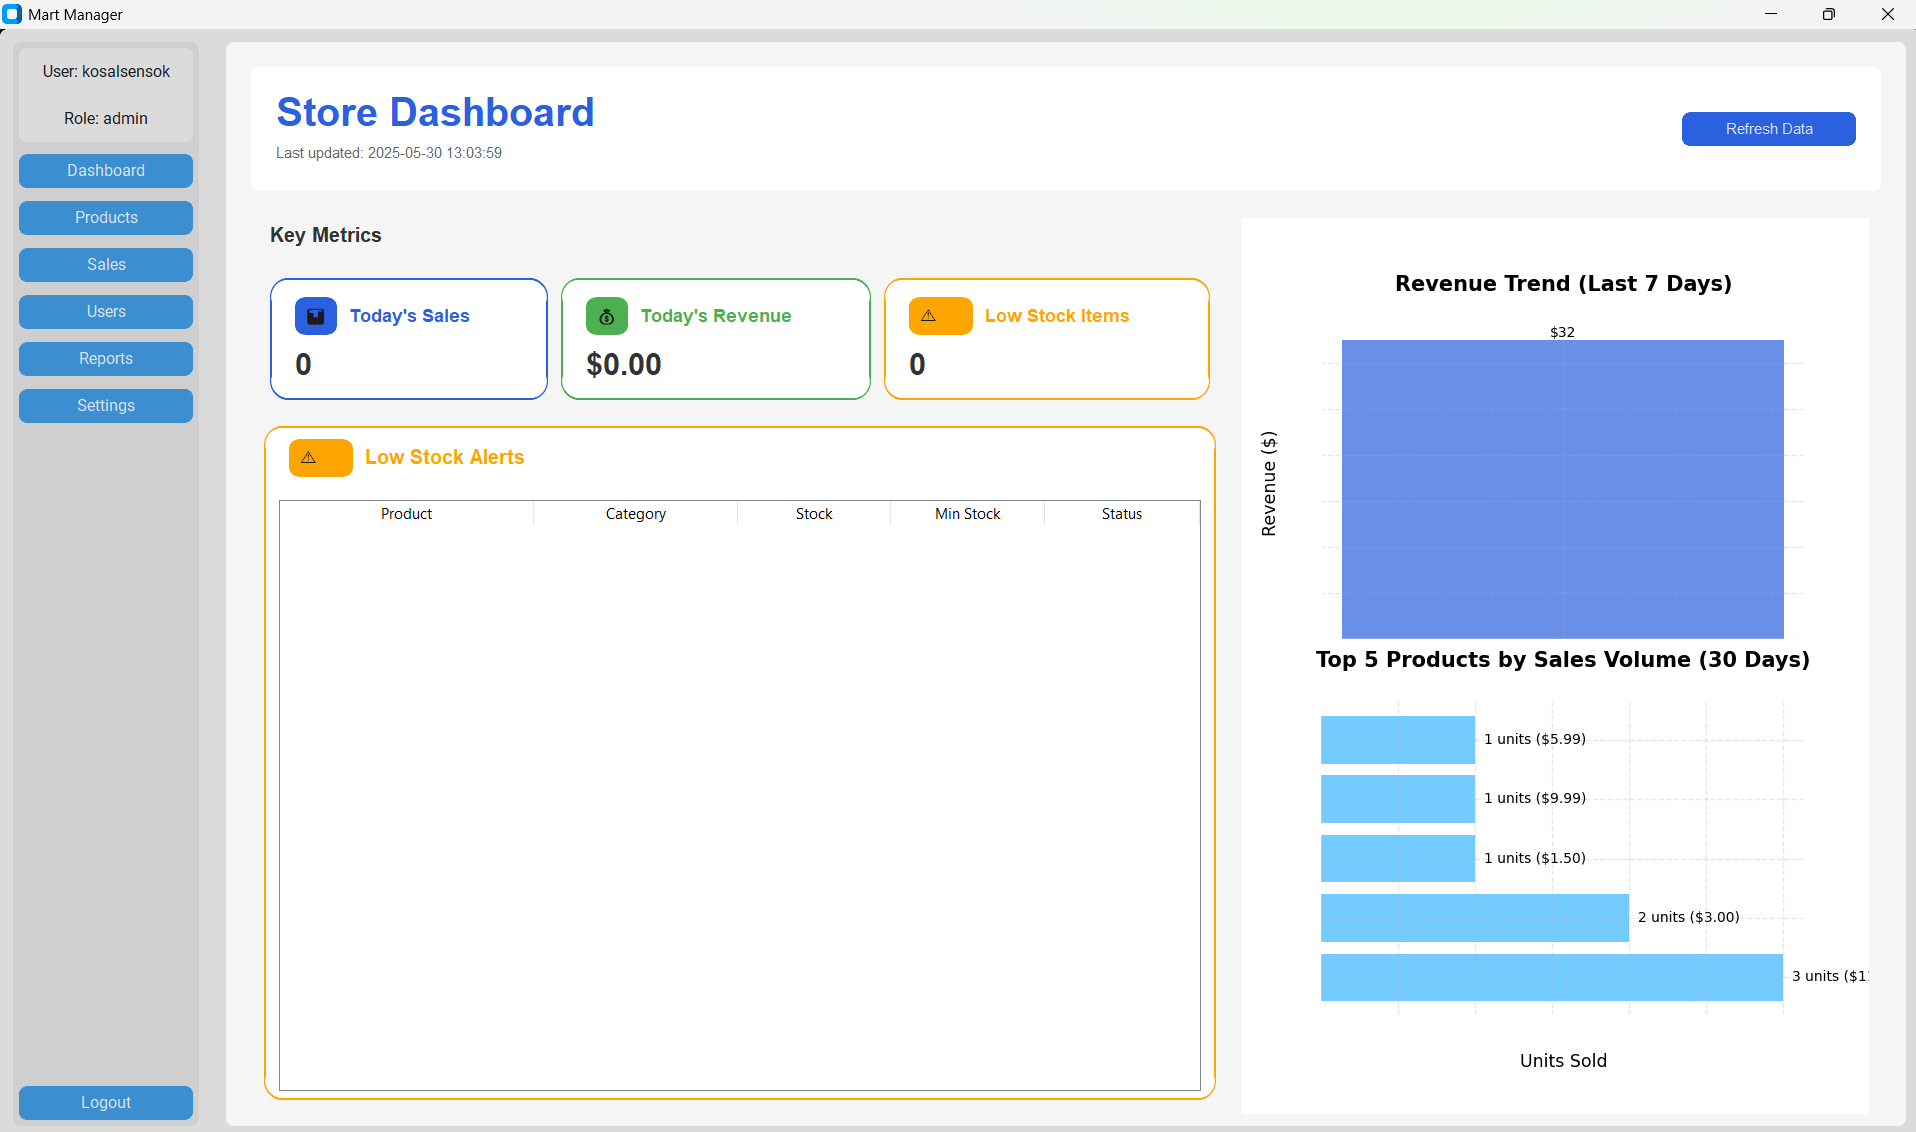 Mart Manager
User: kosalsensok
Role: admin
Dashboard
Products
Sales
Users
Reports
Settings
Logout
Store Dashboard
Last updated: 2025-05-30 13:03:59
Refresh Data
Key Metrics
Today's Sales
0
Today's Revenue
$0.00
Low Stock Items
0
Low Stock Alerts
Product Category Stock Min Stock Status
Revenue Trend (Last 7 Days)
$32
Revenue ($)
Top 5 Products by Sales Volume (30 Days)
1 units ($5.99)
1 units ($9.99)
1 units ($1.50)
2 units ($3.00)
3 units
Units Sold